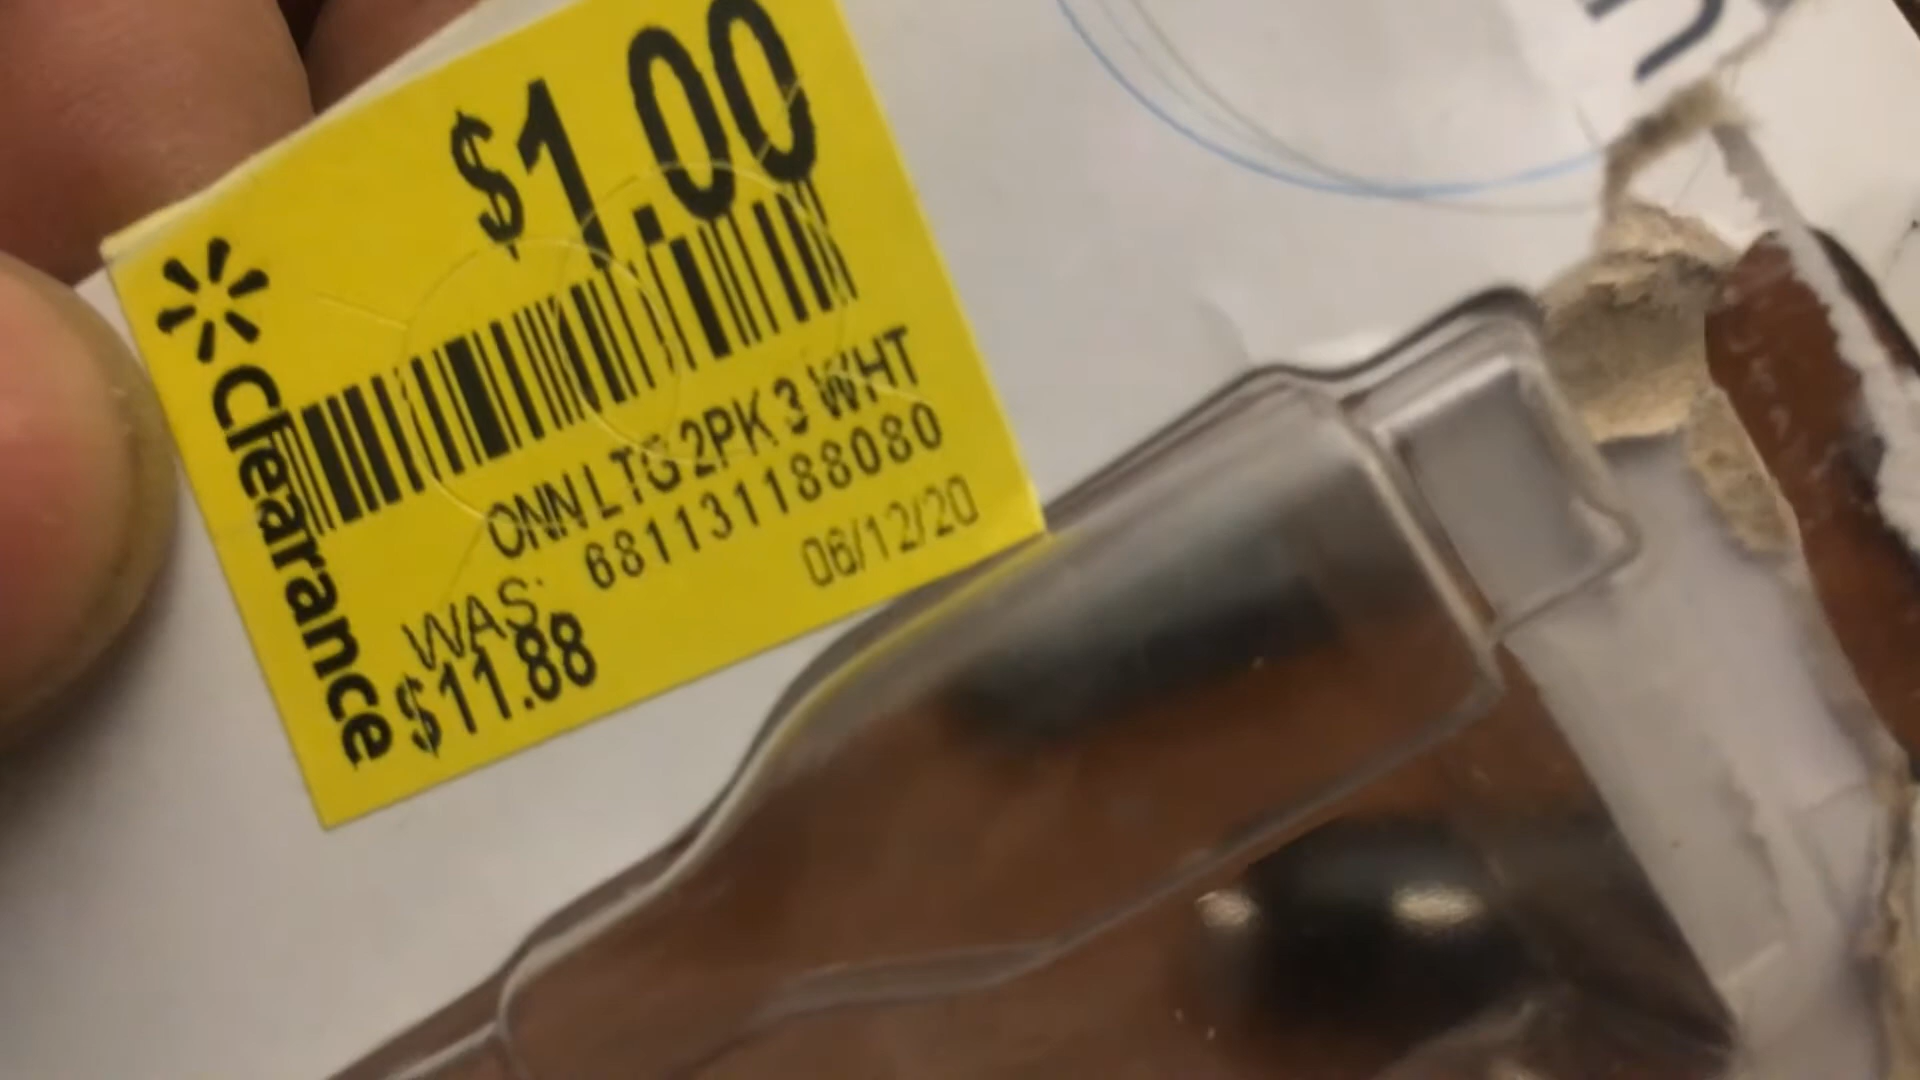 $1.00
Clearance
ONN LTG 2PK 3 WHT
681131188080
06/12/20
WAS:
$11.88